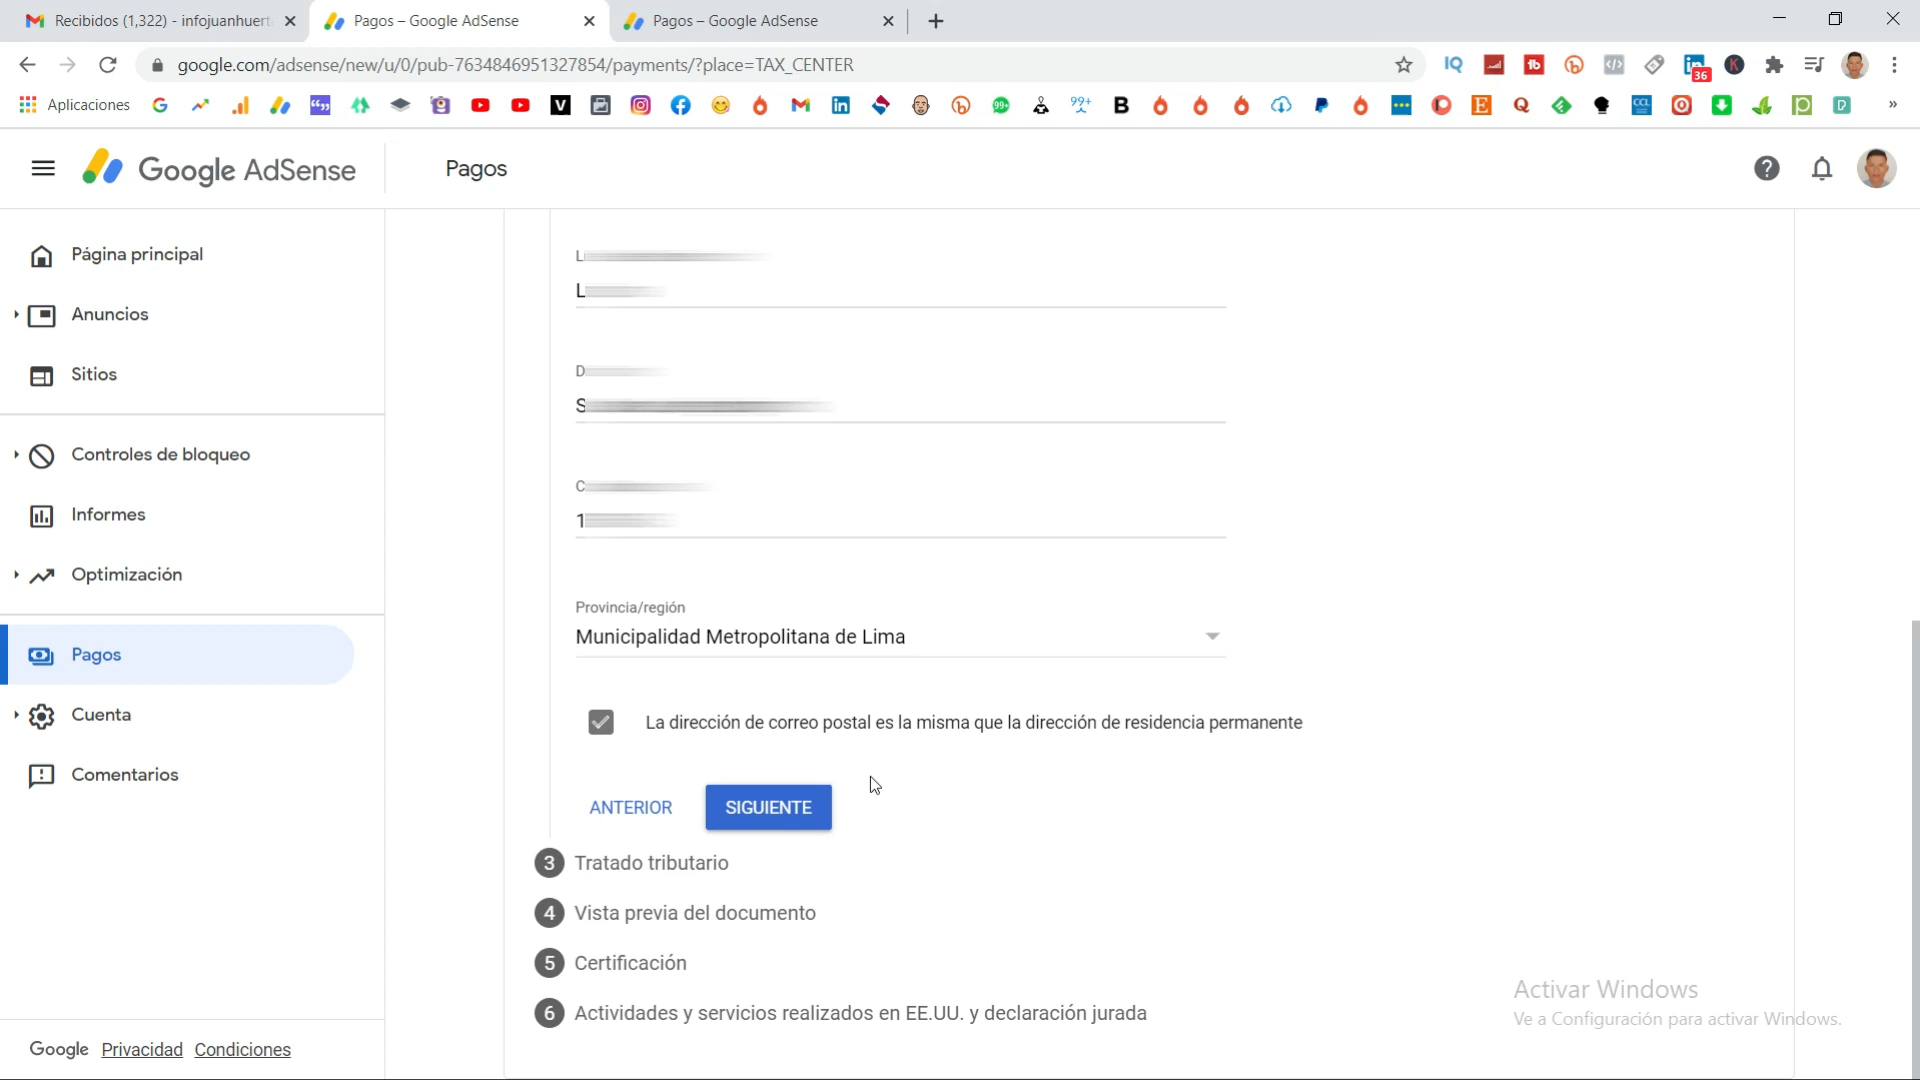 Recibidos (1,322) - infojuanhuert
Pagos – Google AdSense
Pagos – Google AdSense
google.com/adsense/new/u/0/pub-7634846951327854/payments/?place=TAX_CENTER
36
Aplicaciones
99+
99+
Google AdSense
Pagos
Página principal
Anuncios
Sitios
Controles de bloqueo
Informes
Optimización
Pagos
Cuenta
Comentarios
Google Privacidad Condiciones
L
L
D
S
C
1
Provincia/región
Municipalidad Metropolitana de Lima
La dirección de correo postal es la misma que la dirección de residencia permanente
ANTERIOR
SIGUIENTE
3 Tratado tributario
4 Vista previa del documento
5 Certificación
6 Actividades y servicios realizados en EE.UU. y declaración jurada
Activar Windows
Ve a Configuración para activar Windows.